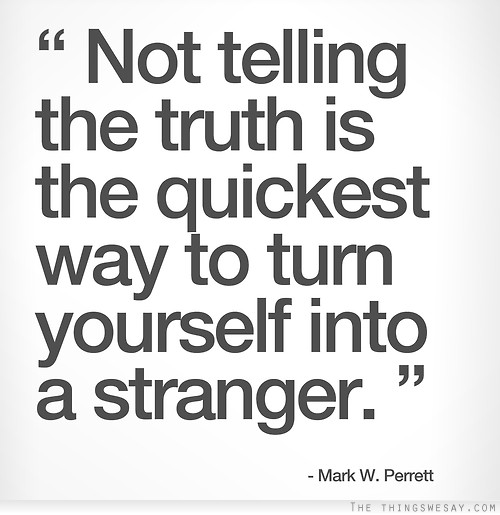 “ Not telling
the truth is
the quickest
way to turn
yourself into
a stranger. ”
- Mark W. Perrett
THE THINGSWESAY.COM